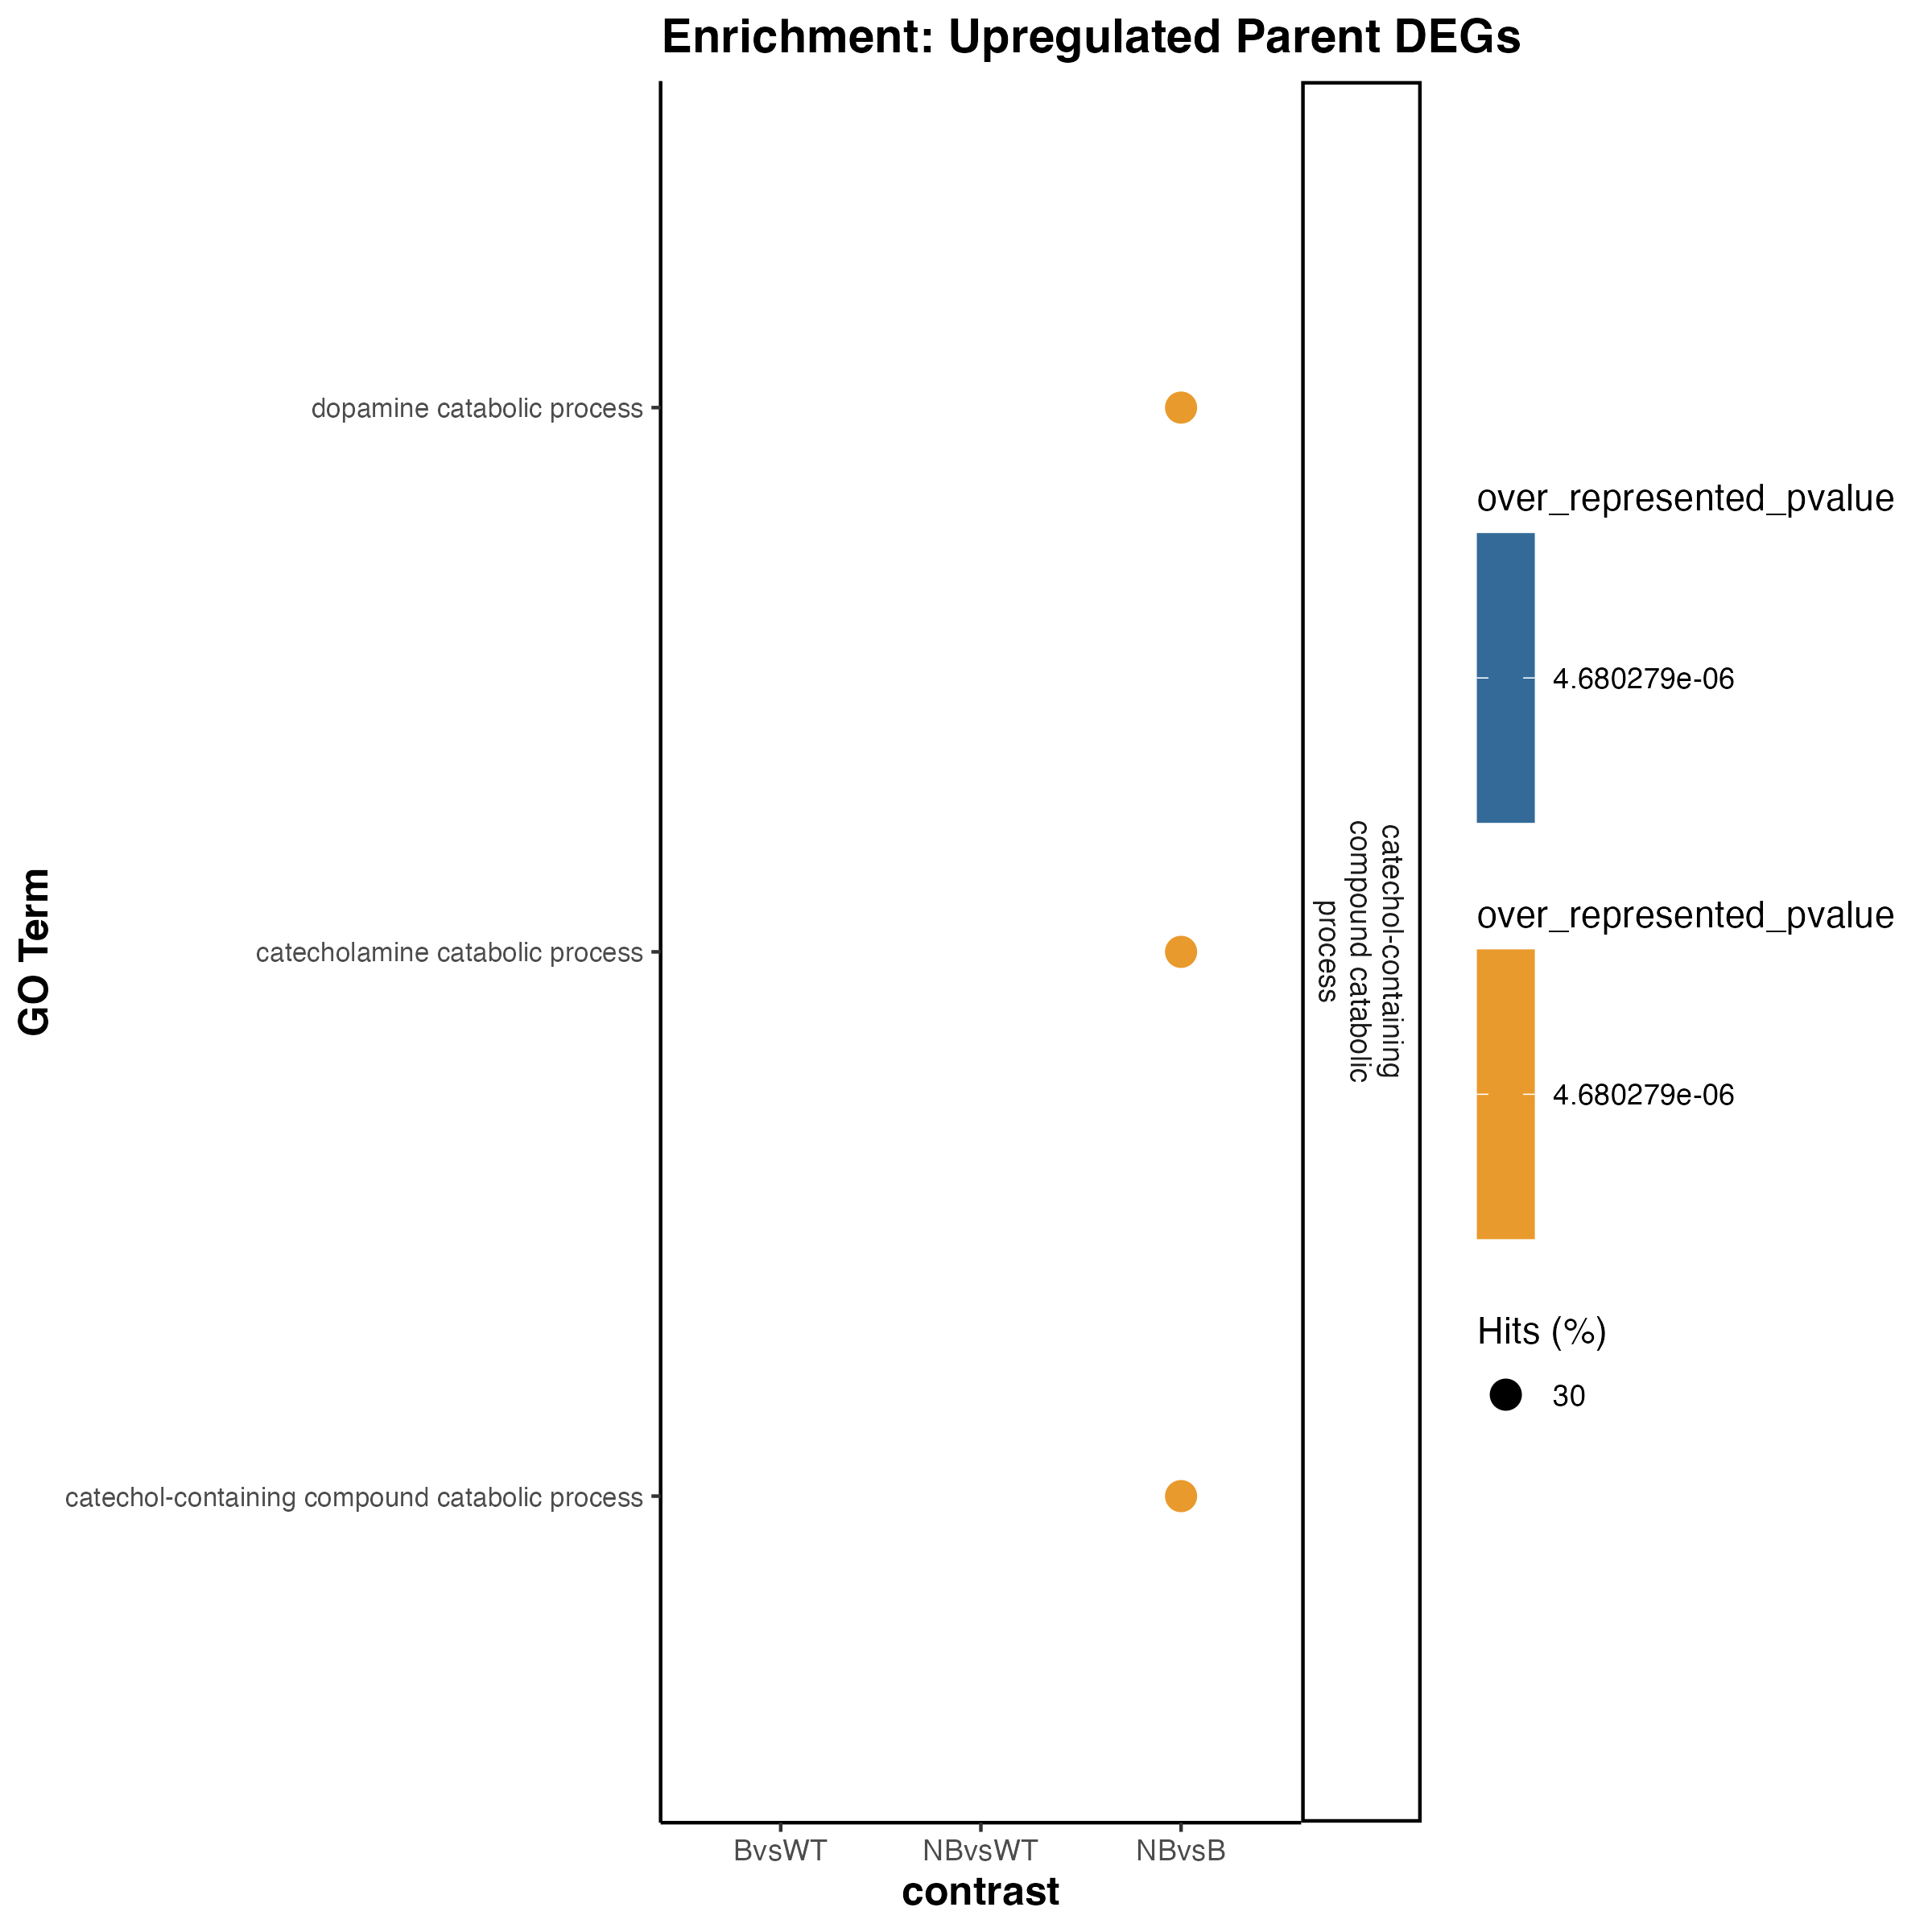 Enrichment: Upregulated Parent DEGs
GO Term
dopamine catabolic process
catecholamine catabolic process
catechol-containing compound catabolic process
catechol-containing
compound catabolic
process
BvsWT
NBvsWT
NBvsB
contrast
over_represented_pvalue
4.680279e-06
over_represented_pvalue
4.680279e-06
Hits (%)
30